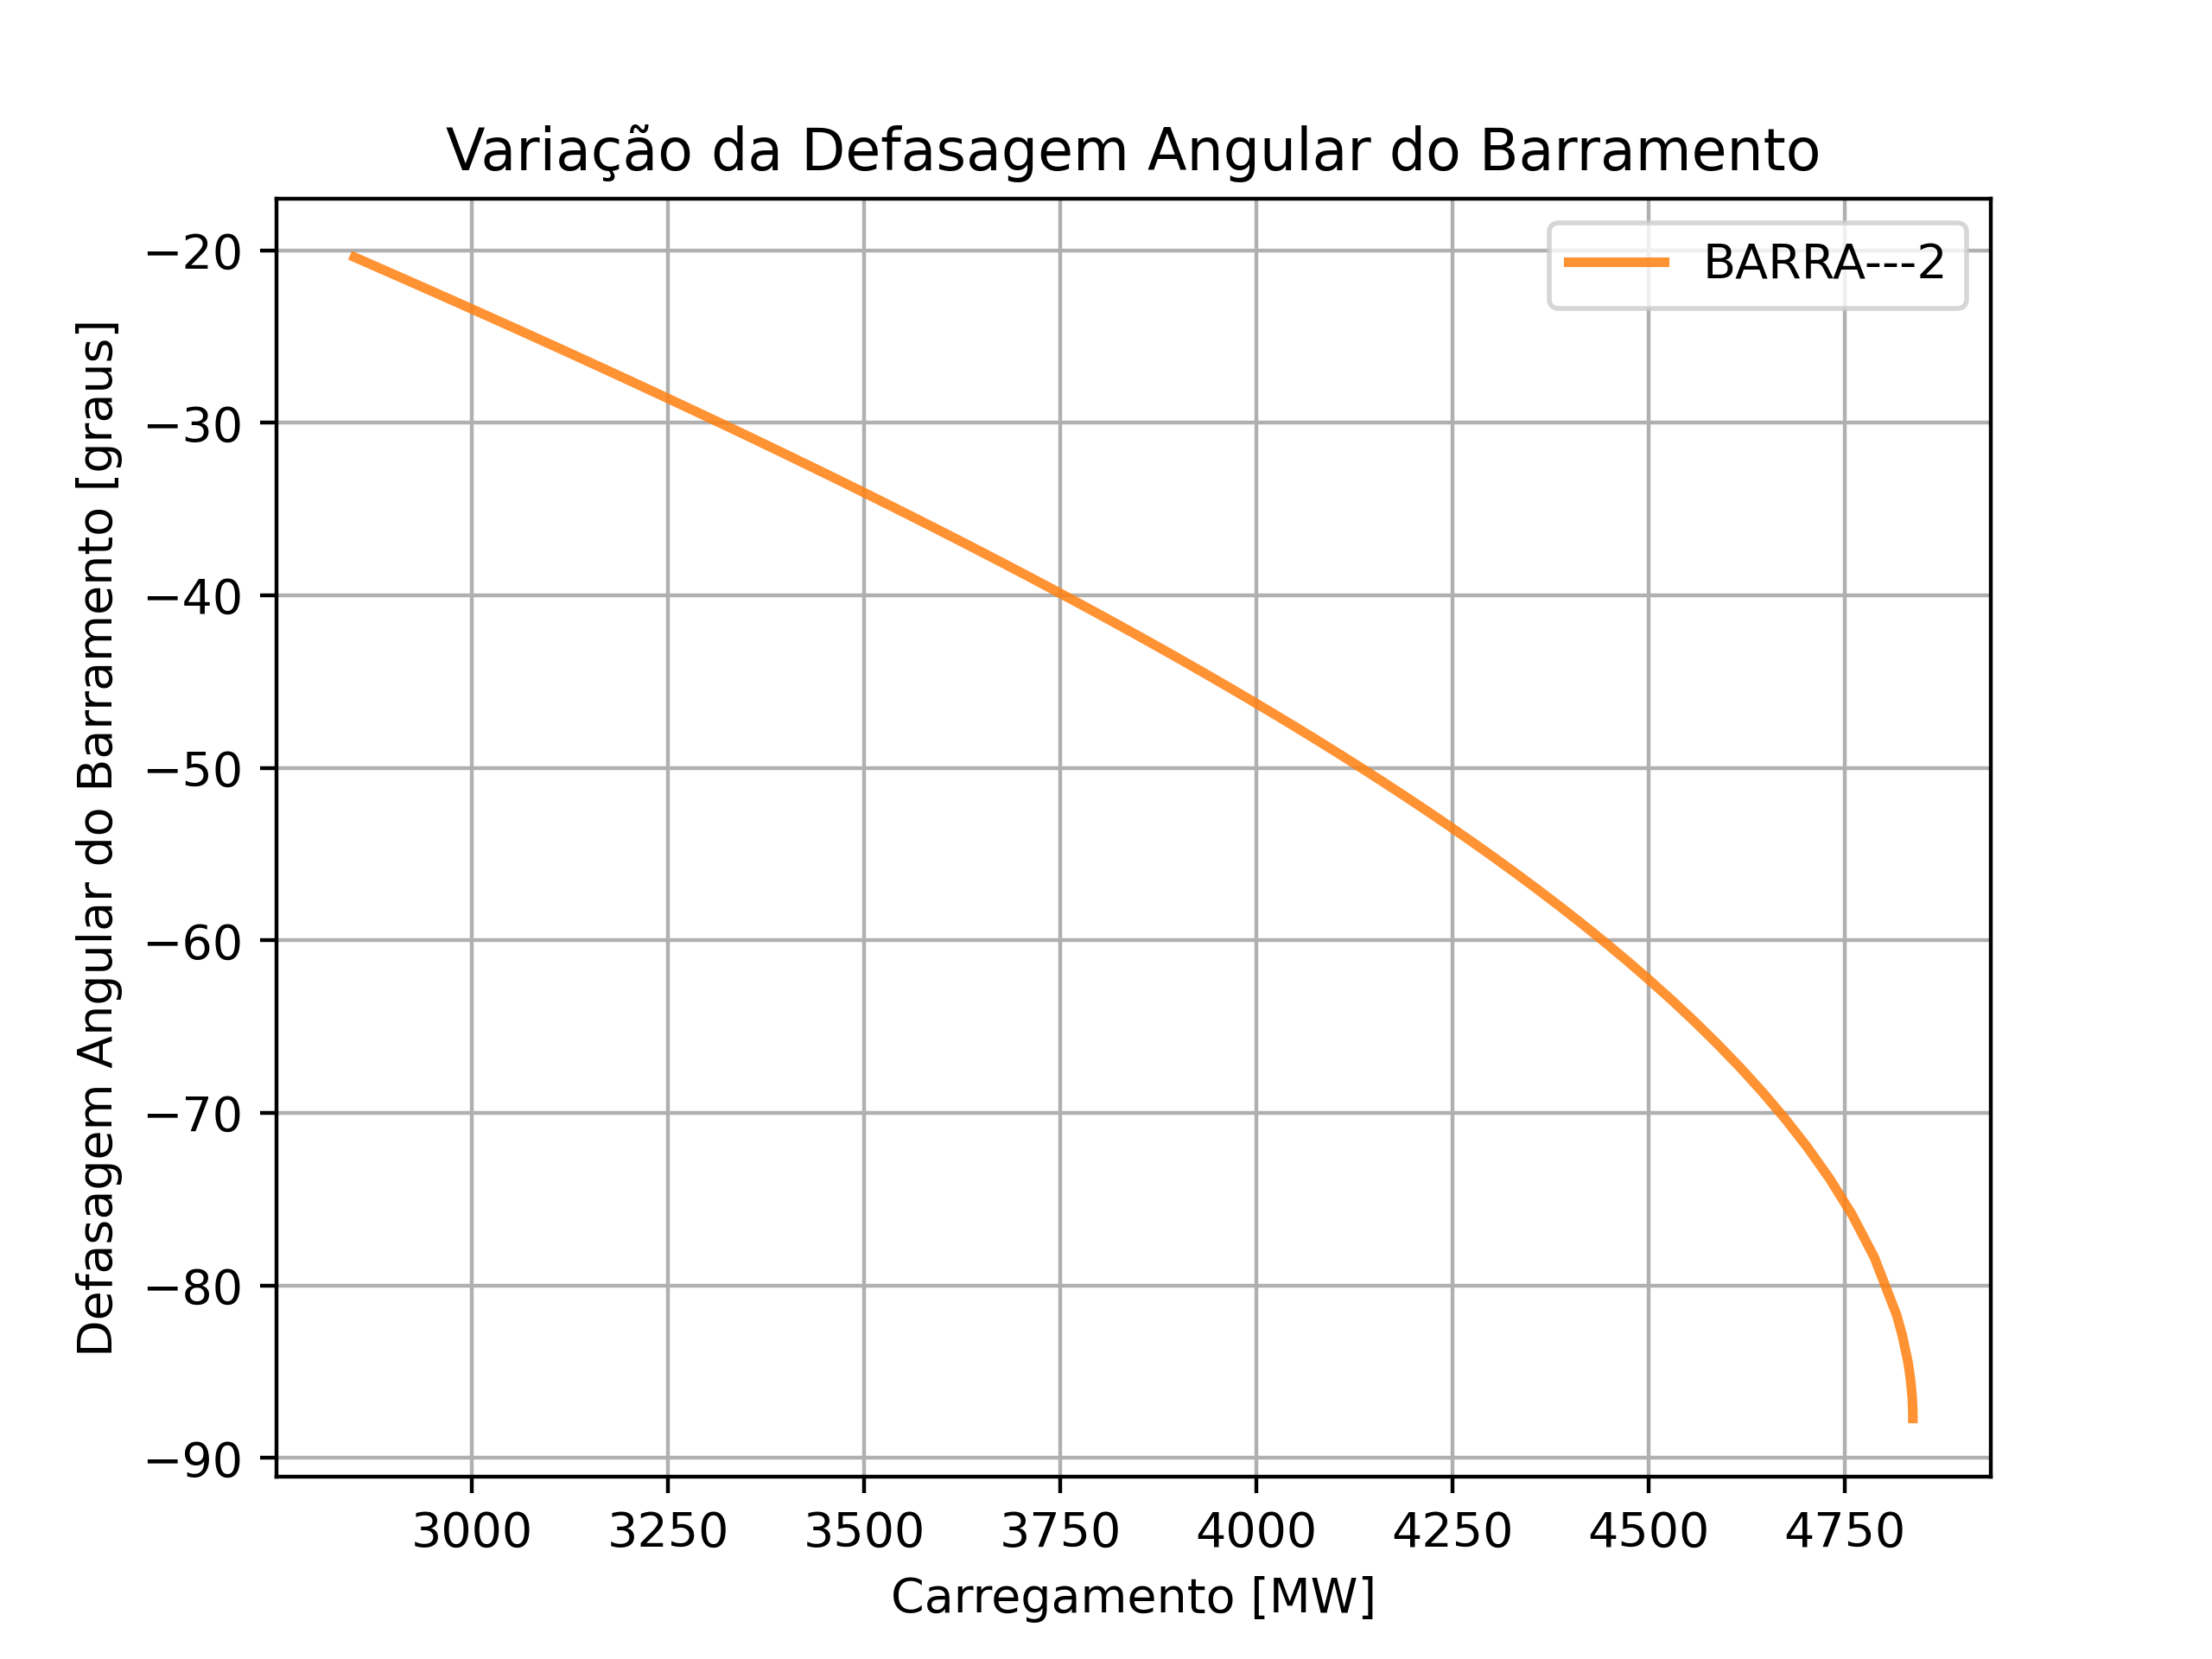 Variação da Defasagem Angular do Barramento
BARRA---2
Defasagem Angular do Barramento [graus]
−20
−30
−40
−50
−60
−70
−80
−90
3000 3250 3500 3750 4000 4250 4500 4750
Carregamento [MW]